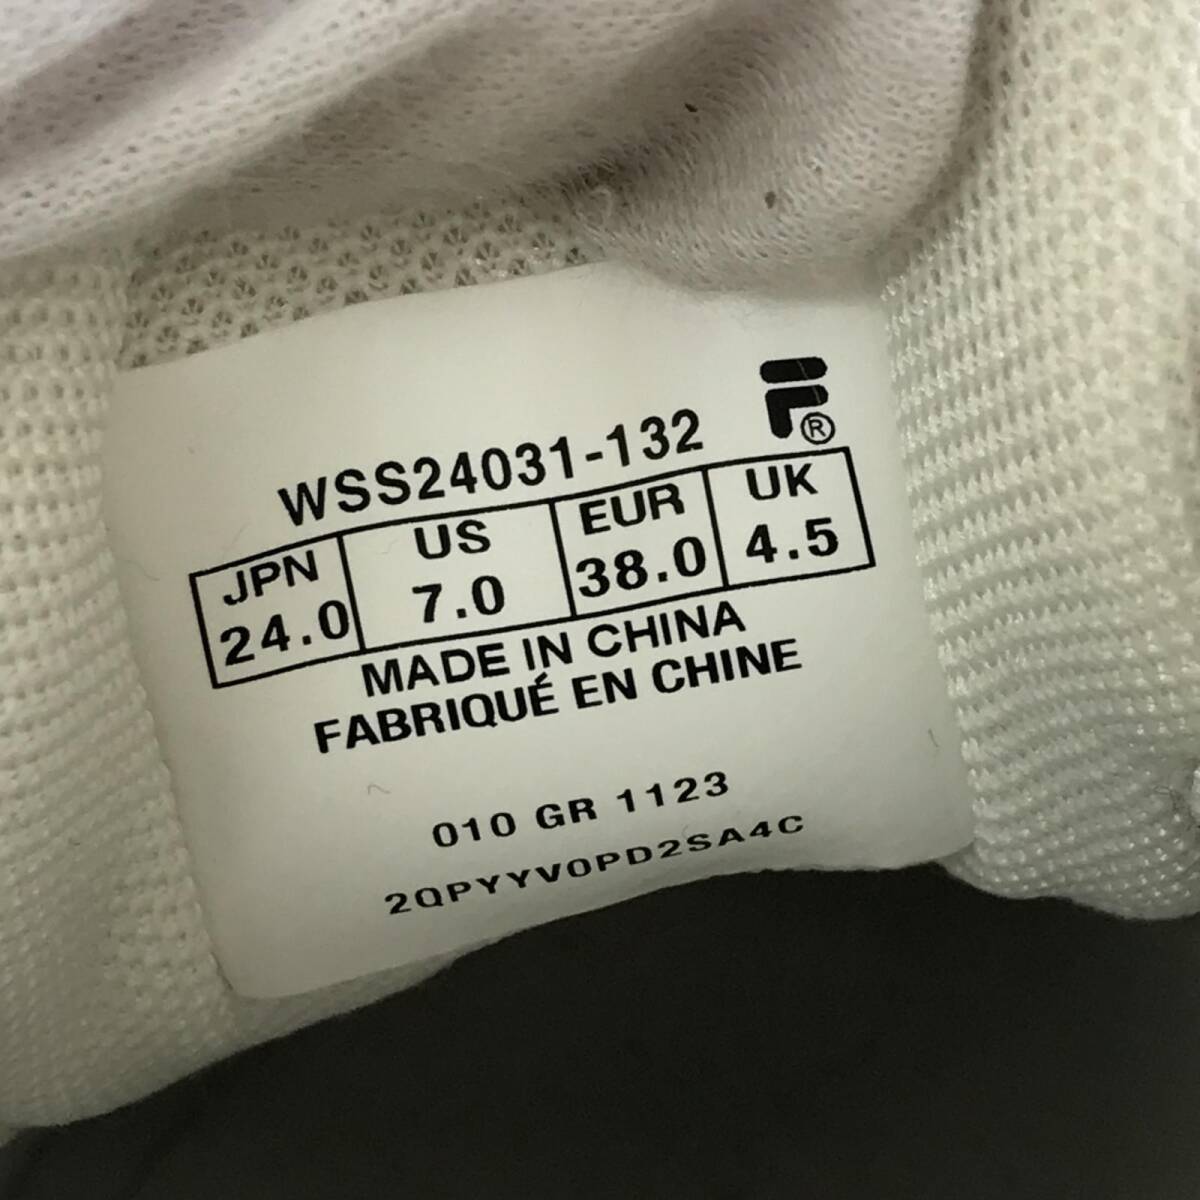 WSS24031-132
JPN US EUR UK
24.0 7.0 38.0 4.5
MADE IN CHINA
FABRIQUÉ EN CHINE
010 GR 1123
2QPYYV0PD2SA4C